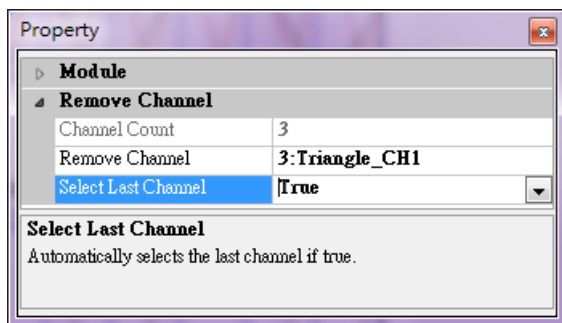 Property
Module
Remove Channel
Channel Count 3
Remove Channel 3:Triangle_CH1
Select Last Channel True
Select Last Channel
Automatically selects the last channel if true.